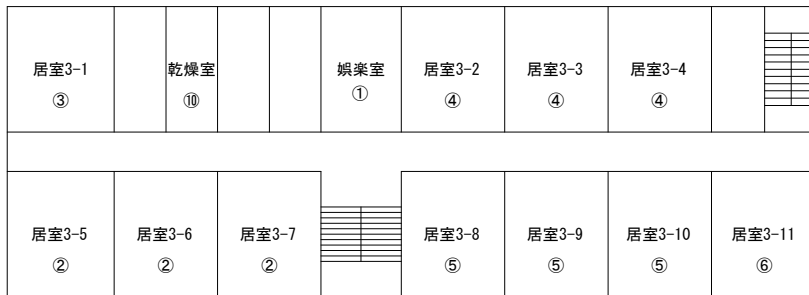 居室3-1 乾燥室 娯楽室 居室3-2 居室3-3 居室3-4
③ ⑩ ① ④ ④ ④
居室3-5 居室3-6 居室3-7 居室3-8 居室3-9 居室3-10 居室3-11
② ② ② ⑤ ⑤ ⑤ ⑥